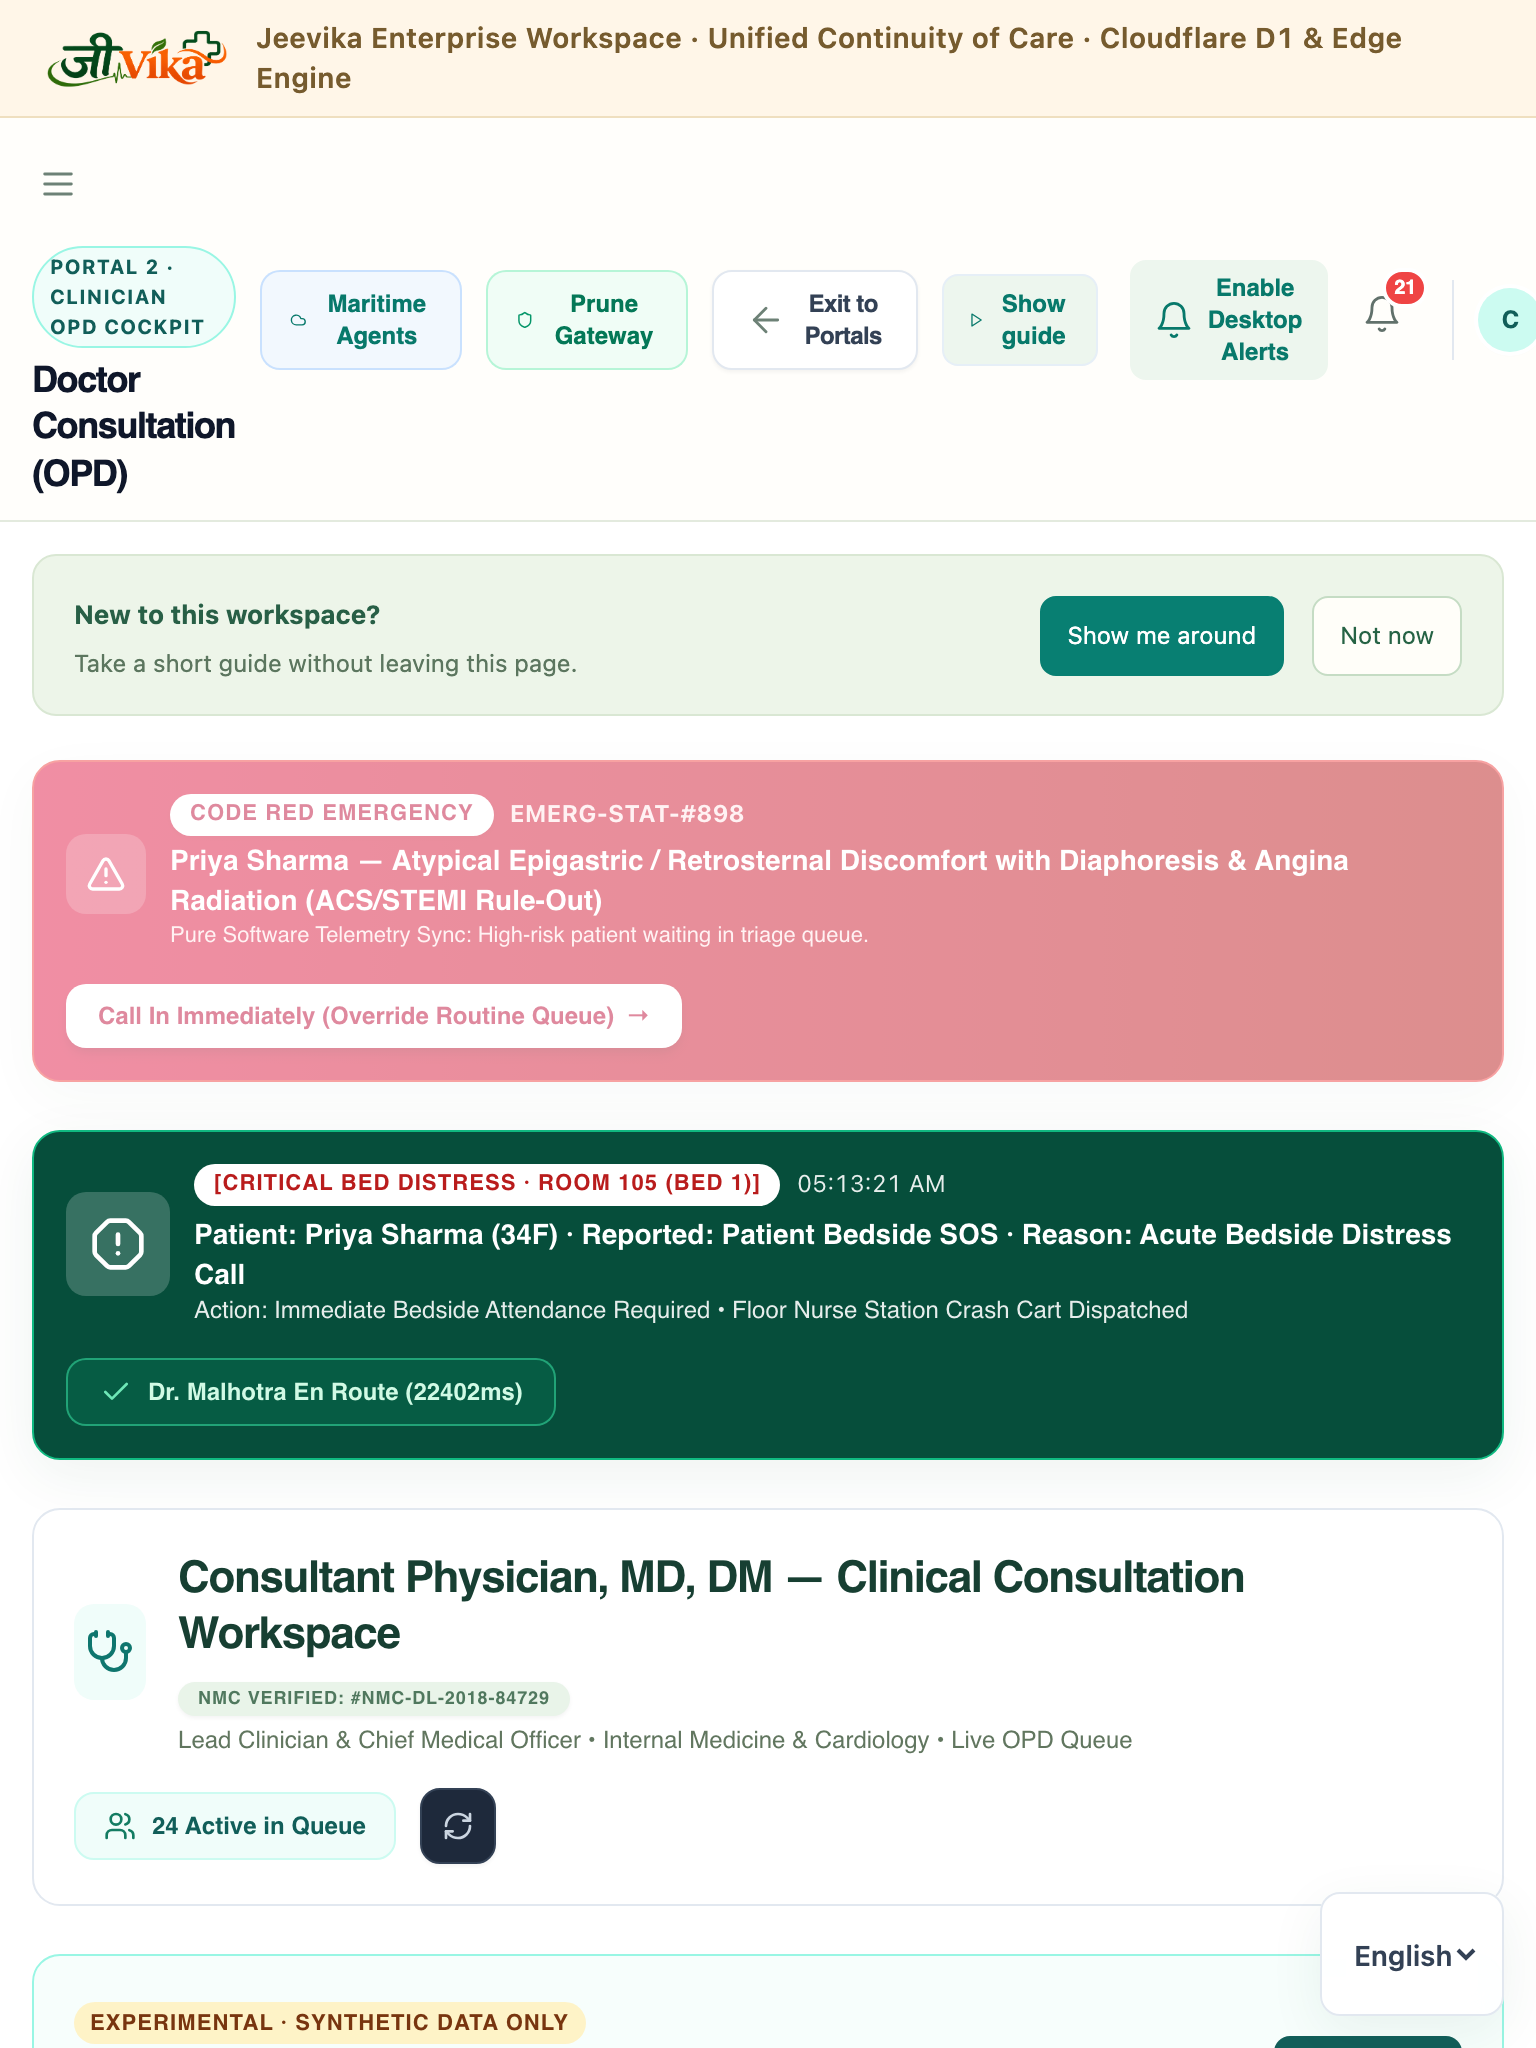 जीvika
Jeevika Enterprise Workspace · Unified Continuity of Care · Cloudflare D1 & Edge
Engine
PORTAL 2 ·
CLINICIAN
OPD COCKPIT
Doctor
Consultation
(OPD)
Maritime
Agents
Prune
Gateway
Exit to
Portals
Show
guide
Enable
Desktop
Alerts
21
C
New to this workspace?
Take a short guide without leaving this page.
Show me around
Not now
CODE RED EMERGENCY EMERG-STAT-#898
Priya Sharma — Atypical Epigastric / Retrosternal Discomfort with Diaphoresis & Angina
Radiation (ACS/STEMI Rule-Out)
Pure Software Telemetry Sync: High-risk patient waiting in triage queue.
Call In Immediately (Override Routine Queue) →
[CRITICAL BED DISTRESS · ROOM 105 (BED 1)] 05:13:21 AM
Patient: Priya Sharma (34F) · Reported: Patient Bedside SOS · Reason: Acute Bedside Distress
Call
Action: Immediate Bedside Attendance Required • Floor Nurse Station Crash Cart Dispatched
Dr. Malhotra En Route (22402ms)
Consultant Physician, MD, DM — Clinical Consultation
Workspace
NMC VERIFIED: #NMC-DL-2018-84729
Lead Clinician & Chief Medical Officer • Internal Medicine & Cardiology • Live OPD Queue
24 Active in Queue
English
EXPERIMENTAL · SYNTHETIC DATA ONLY